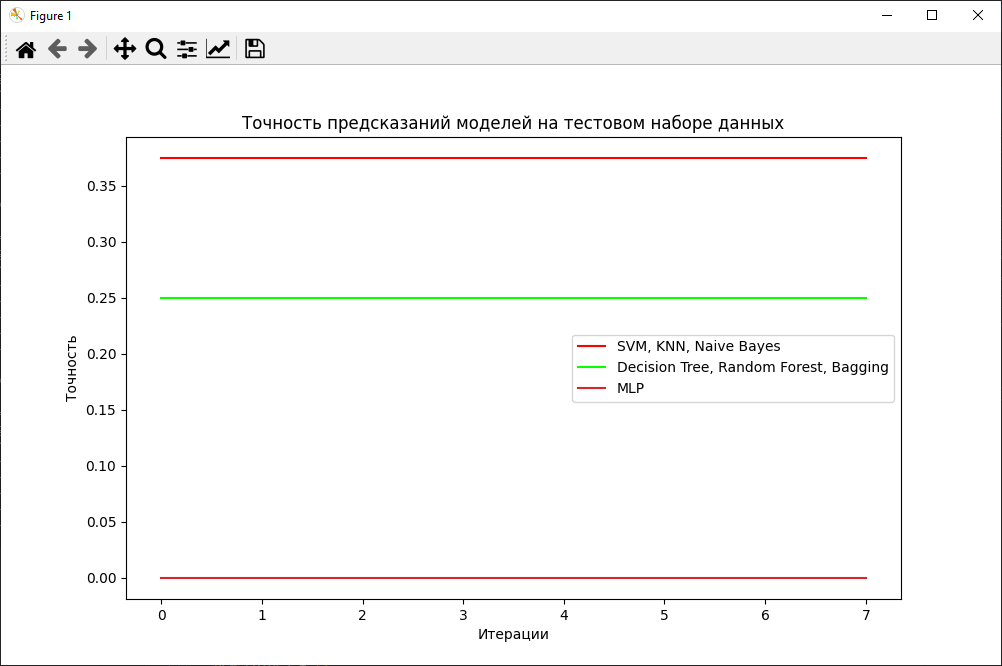 Figure 1
Точность предсказаний моделей на тестовом наборе данных
0.35
0.30
0.25
0.20
0.15
0.10
0.05
0.00
Точность
SVM, KNN, Naive Bayes
Decision Tree, Random Forest, Bagging
MLP
0 1 2 3 4 5 6 7
Итерации